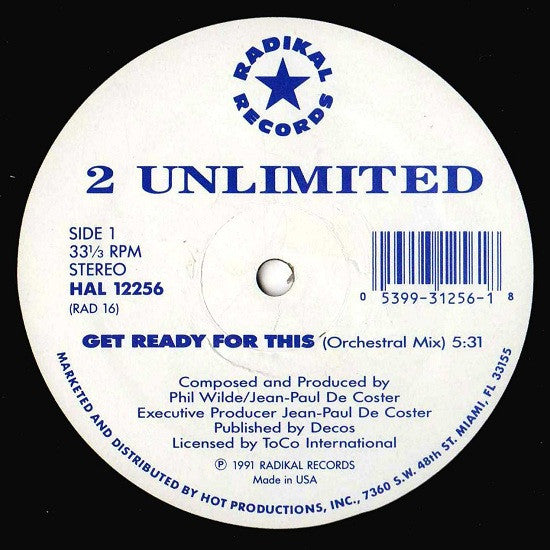 RADIKAL
RECORDS
2 UNLIMITED
SIDE 1
33⅓ RPM
STEREO
HAL 12256
(RAD 16)
0 5399-31256-1 8
GET READY FOR THIS (Orchestral Mix) 5:31
Composed and Produced by
Phil Wilde/Jean-Paul De Coster
Executive Producer Jean-Paul De Coster
Published by Decos
Licensed by ToCo International
℗ 1991 RADIKAL RECORDS
Made in USA
MARKETED AND DISTRIBUTED BY HOT PRODUCTIONS, INC., 7360 S.W. 48th ST. MIAMI, FL 33155